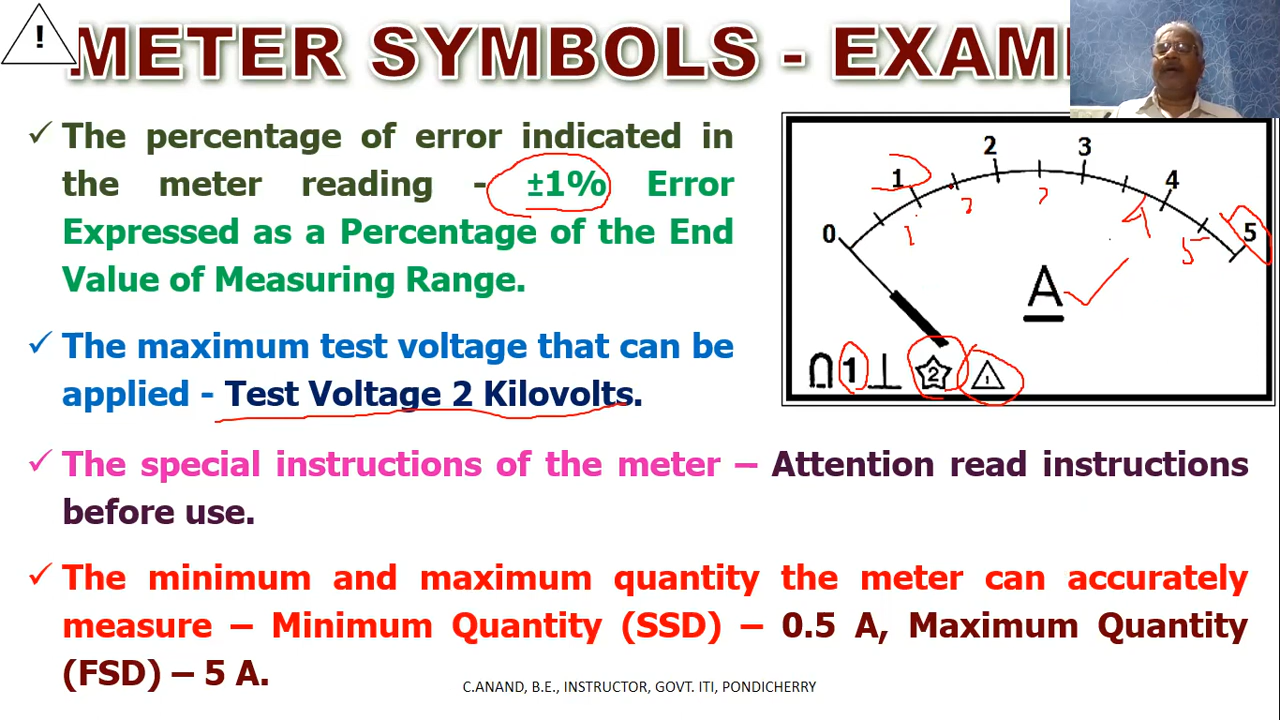 !
METER SYMBOLS - EXAM
✓ The percentage of error indicated in
the meter reading - ±1% Error
Expressed as a Percentage of the End
Value of Measuring Range.
✓ The maximum test voltage that can be
applied - Test Voltage 2 Kilovolts.
✓ The special instructions of the meter – Attention read instructions
before use.
✓ The minimum and maximum quantity the meter can accurately
measure – Minimum Quantity (SSD) – 0.5 A, Maximum Quantity
(FSD) – 5 A.
0 1 2 3 4 5
1 4 5
A
1 2 !
C.ANAND, B.E., INSTRUCTOR, GOVT. ITI, PONDICHERRY